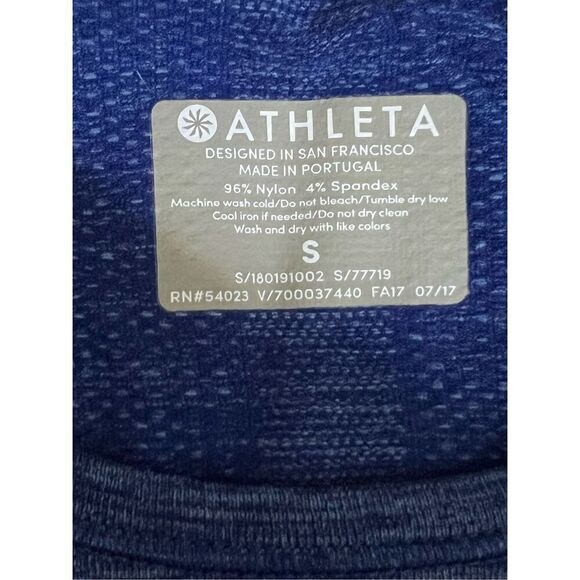 ATHLETA
DESIGNED IN SAN FRANCISCO
MADE IN PORTUGAL
96% Nylon 4% Spandex
Machine wash cold/Do not bleach/Tumble dry low
Cool iron if needed/Do not dry clean
Wash and dry with like colors
S
S/180191002 S/77719
RN#54023 V/700037440 FA17 07/17